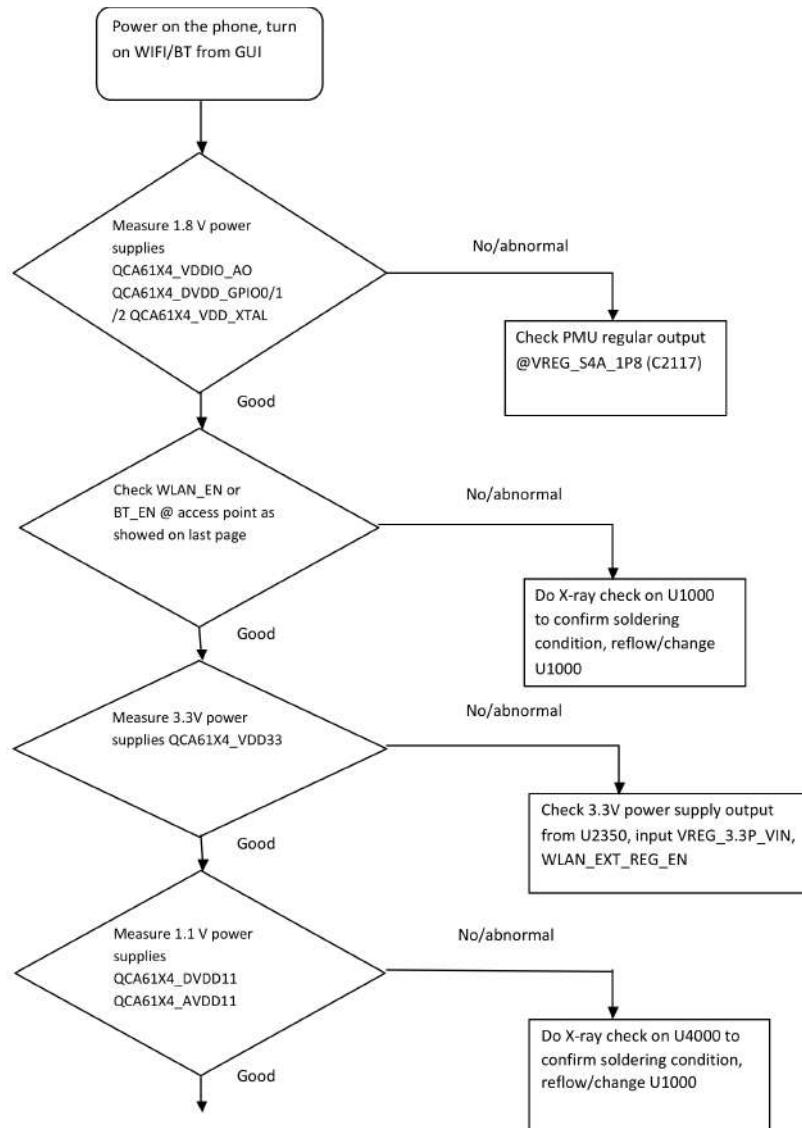 Power on the phone, turn
on WIFI/BT from GUI
Measure 1.8 V power
supplies
QCA61X4_VDDIO_AO
QCA61X4_DVDD_GPIO0/1
/2 QCA61X4_VDD_XTAL
No/abnormal
Check PMU regular output
@VREG_S4A_1P8 (C2117)
Good
Check WLAN_EN or
BT_EN @ access point as
showed on last page
No/abnormal
Do X-ray check on U1000
to confirm soldering
condition, reflow/change
U1000
Good
Measure 3.3V power
supplies QCA61X4_VDD33
No/abnormal
Check 3.3V power supply output
from U2350, input VREG_3.3P_VIN,
WLAN_EXT_REG_EN
Good
Measure 1.1 V power
supplies
QCA61X4_DVDD11
QCA61X4_AVDD11
No/abnormal
Do X-ray check on U4000 to
confirm soldering condition,
reflow/change U1000
Good